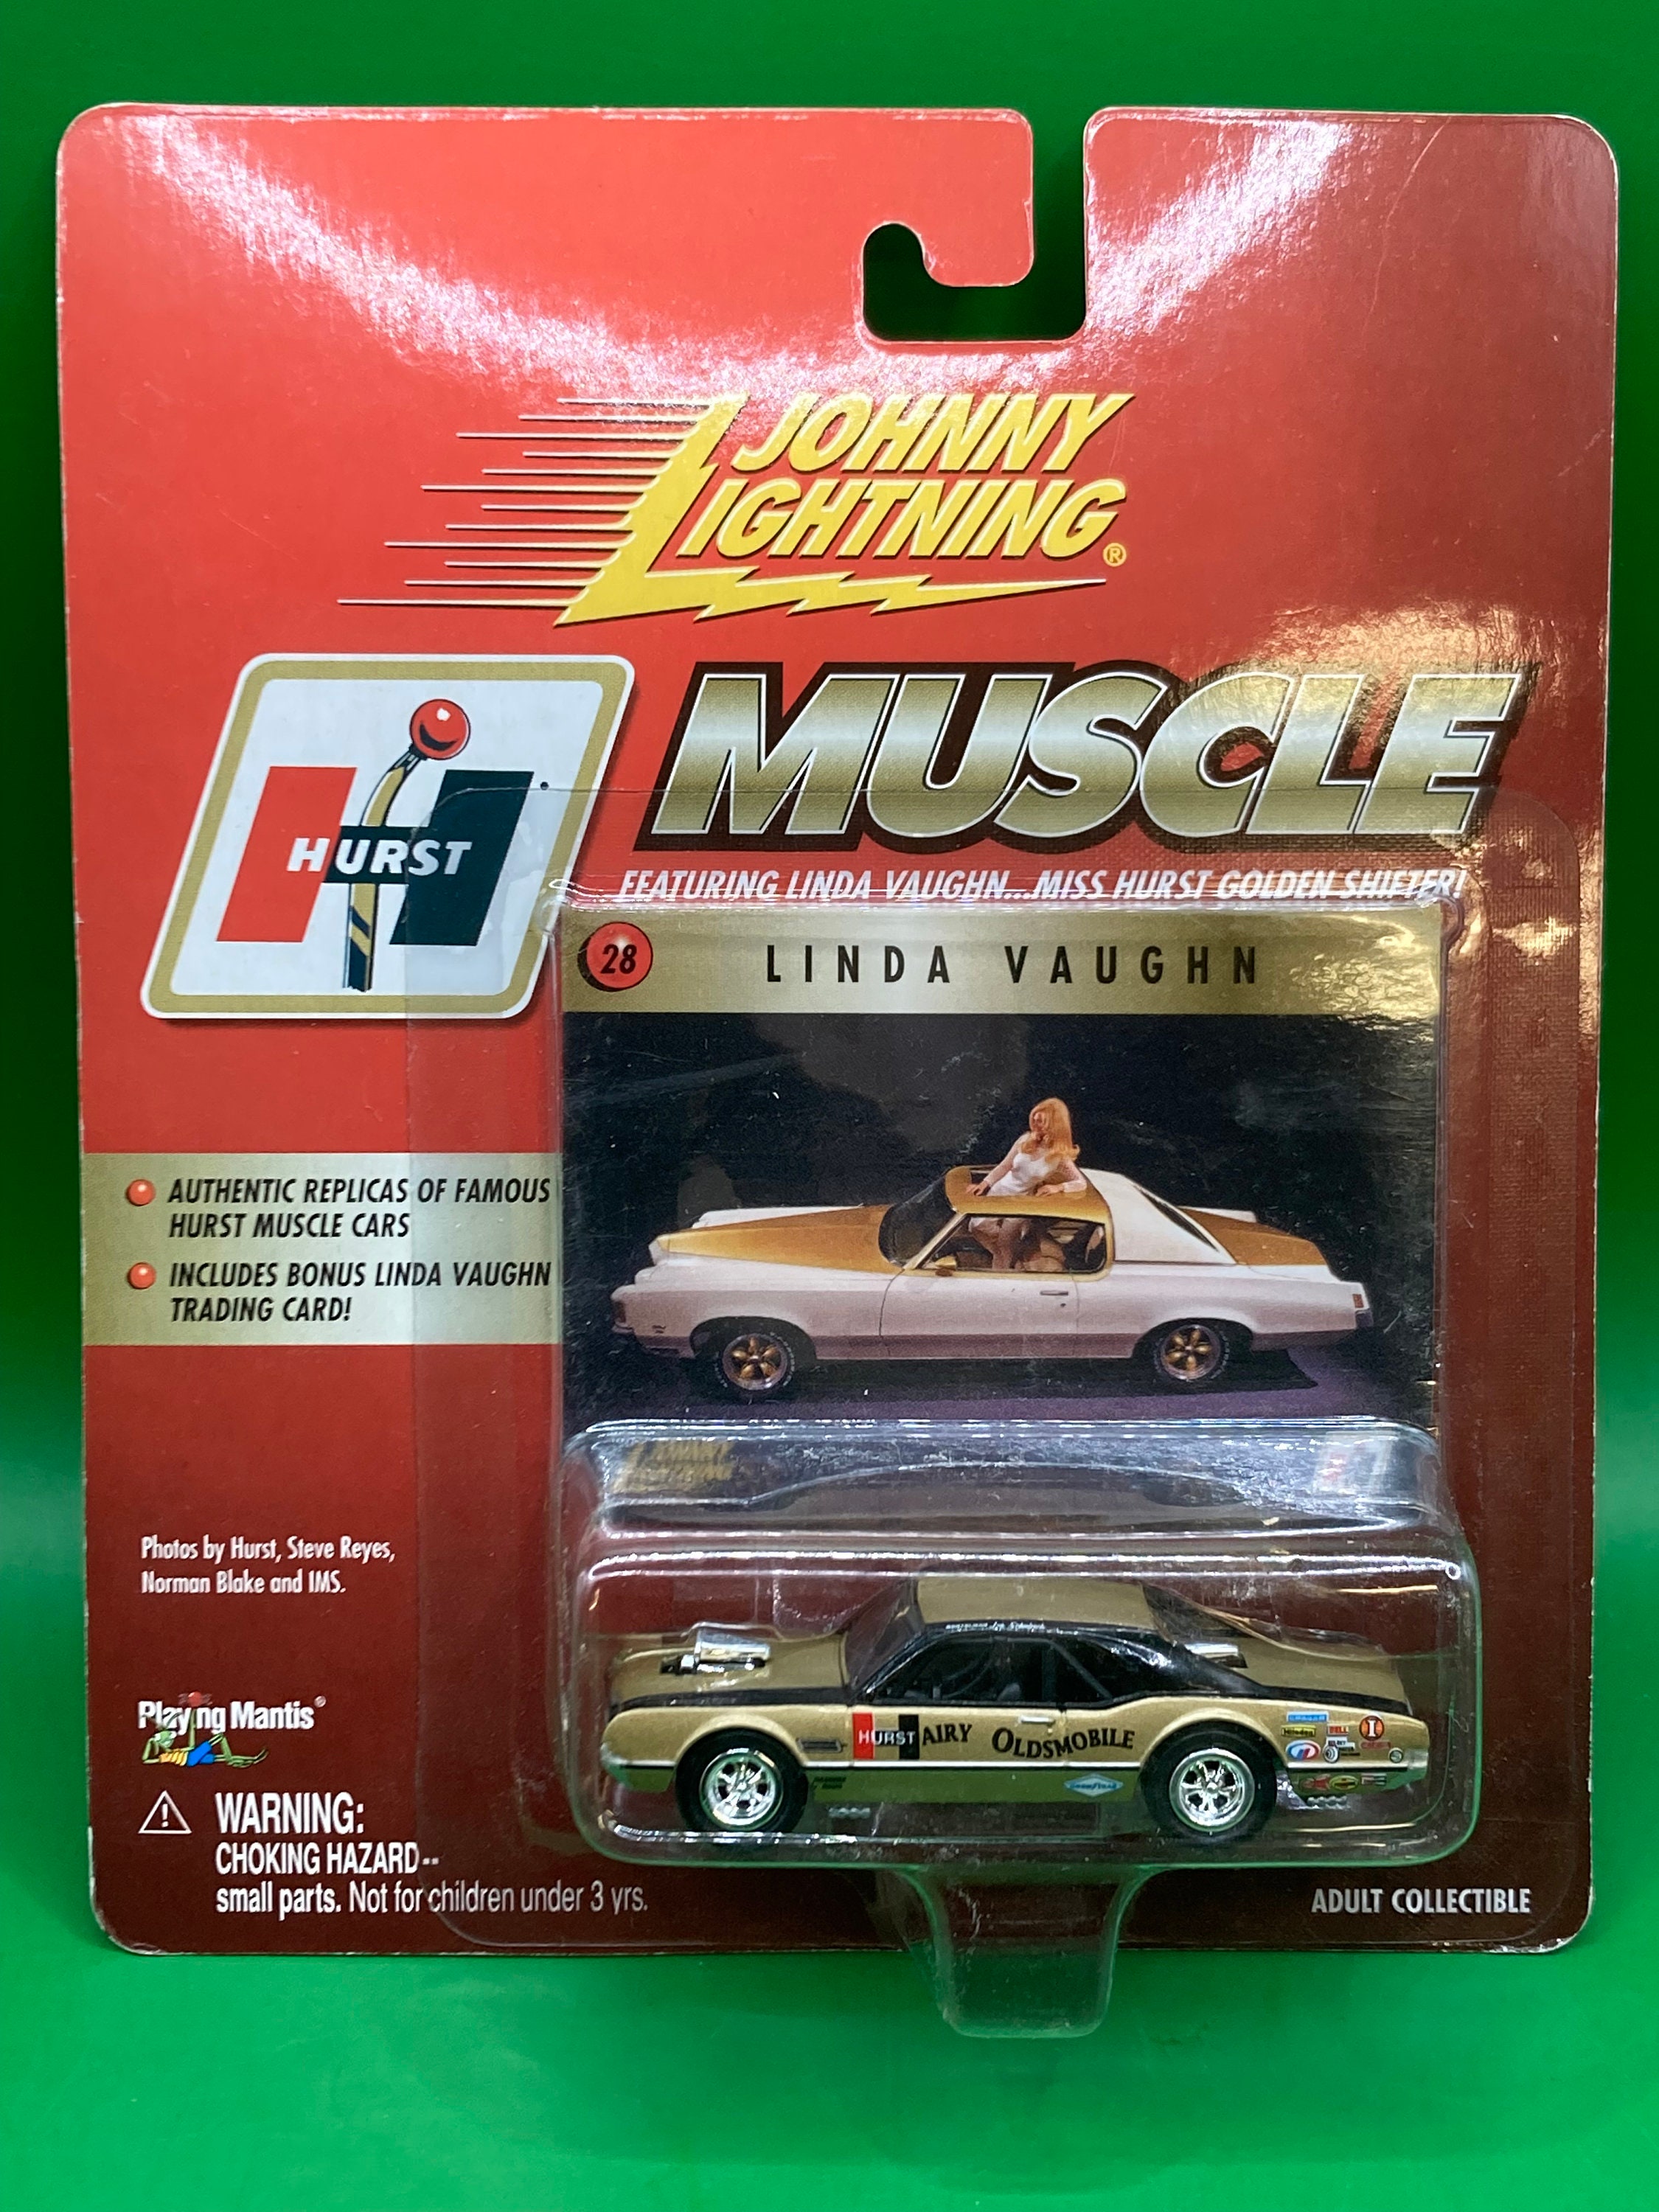 JOHNNY
LIGHTNING®
HURST
MUSCLE
FEATURING LINDA VAUGHN...MISS HURST GOLDEN SHIFTER!
28 LINDA VAUGHN
AUTHENTIC REPLICAS OF FAMOUS
HURST MUSCLE CARS
INCLUDES BONUS LINDA VAUGHN
TRADING CARD!
Photos by Hurst, Steve Reyes,
Norman Blake and IMS.
Playing Mantis®
HURST AIRY OLDSMOBILE
GOODYEAR
WARNING:
CHOKING HAZARD--
small parts. Not for children under 3 yrs.
ADULT COLLECTIBLE